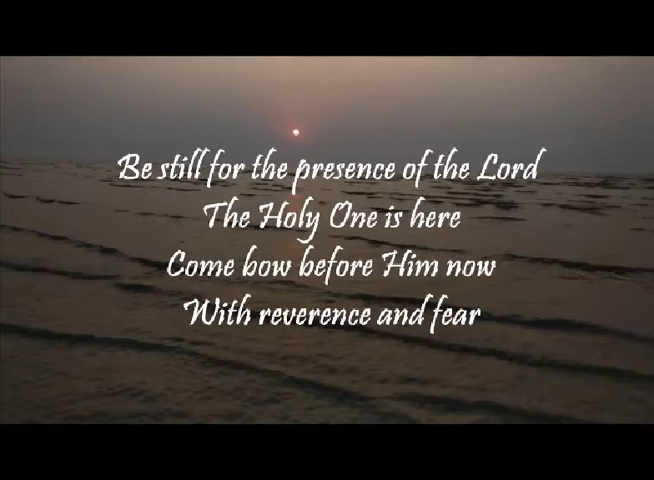 Be still for the presence of the Lord
The Holy One is here
Come bow before Him now
With reverence and fear